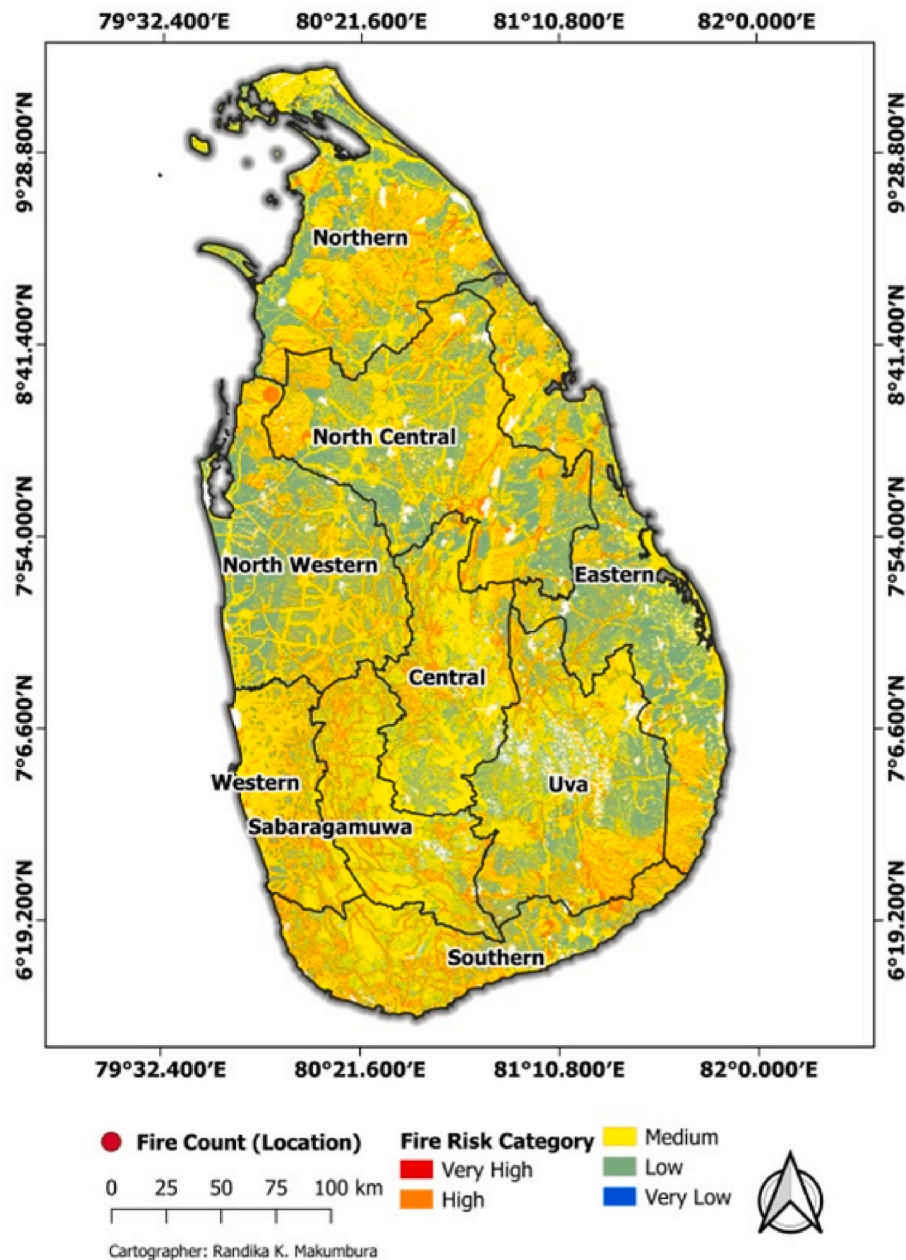 79°32.400′E 80°21.600′E 81°10.800′E 82°0.000′E
9°28.800′N 9°28.800′N
Northern
8°41.400′N 8°41.400′N
North Central
7°54.000′N 7°54.000′N
North Western Eastern
Central
7°6.600′N 7°6.600′N
Western Uva
Sabaragamuwa
6°19.200′N 6°19.200′N
Southern
79°32.400′E 80°21.600′E 81°10.800′E 82°0.000′E
Fire Count (Location)
0 25 50 75 100 km
Cartographer: Randika K. Makumbura
Fire Risk Category
Very High
High
Medium
Low
Very Low